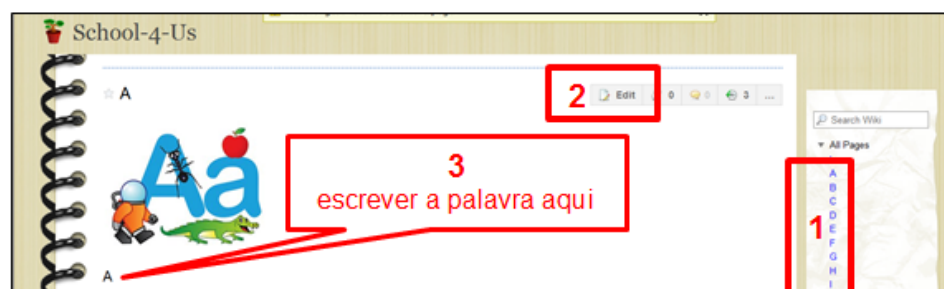 School-4-Us
A
2
Edit
0
0
3
...
Search Wiki
All Pages
Aa
3
escrever a palavra aqui
1
A
B
C
D
E
F
G
H
I
A